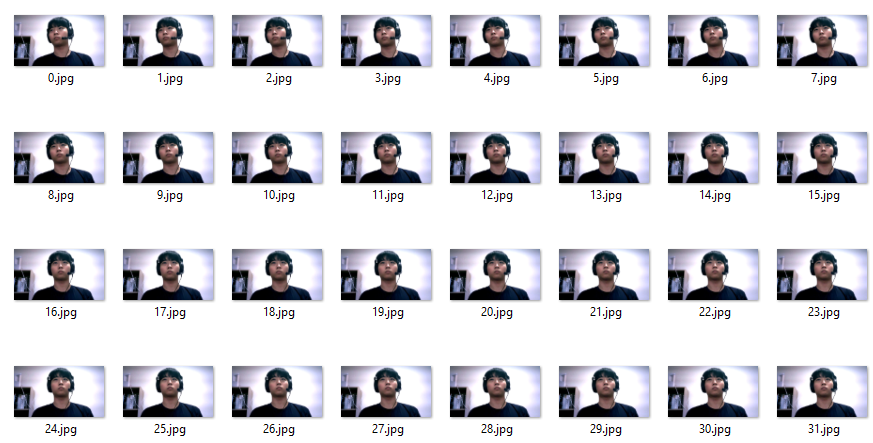 0.jpg 1.jpg 2.jpg 3.jpg 4.jpg 5.jpg 6.jpg 7.jpg
8.jpg 9.jpg 10.jpg 11.jpg 12.jpg 13.jpg 14.jpg 15.jpg
16.jpg 17.jpg 18.jpg 19.jpg 20.jpg 21.jpg 22.jpg 23.jpg
24.jpg 25.jpg 26.jpg 27.jpg 28.jpg 29.jpg 30.jpg 31.jpg